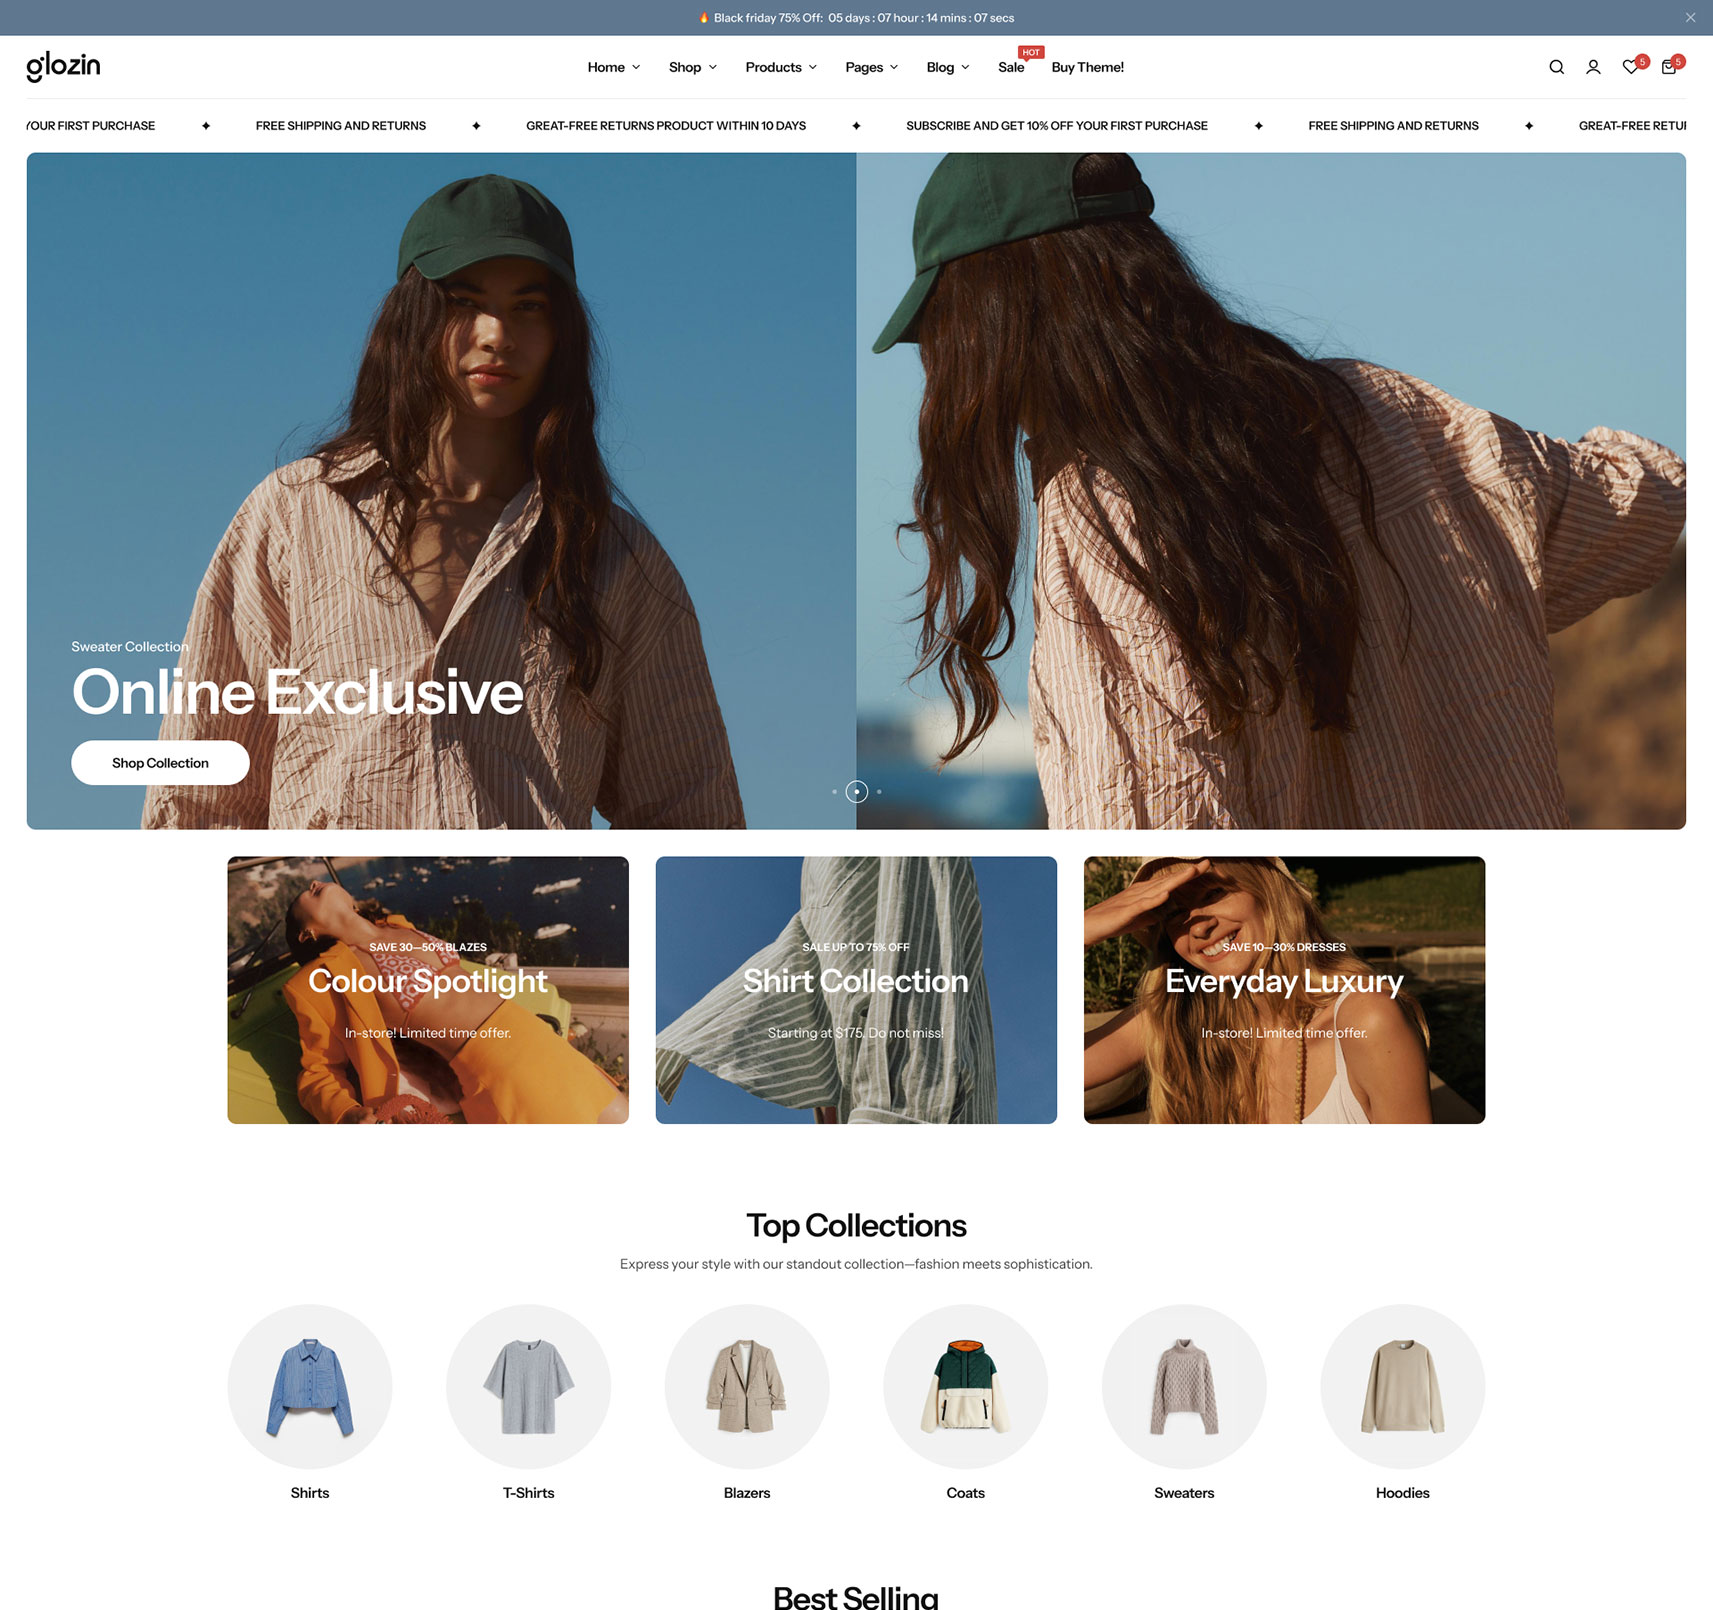 🔥 Black friday 75% Off: 05 days : 07 hour : 14 mins : 07 secs
glozin
Home
Shop
Products
Pages
Blog
Sale
HOT
Buy Theme!
5
5
YOUR FIRST PURCHASE ✦ FREE SHIPPING AND RETURNS ✦ GREAT-FREE RETURNS PRODUCT WITHIN 10 DAYS ✦ SUBSCRIBE AND GET 10% OFF YOUR FIRST PURCHASE ✦ FREE SHIPPING AND RETURNS ✦ GREAT-FREE RETUR
Sweater Collection
Online Exclusive
Shop Collection
SAVE 30—50% BLAZES
Colour Spotlight
In-store! Limited time offer.
SALE UP TO 75% OFF
Shirt Collection
Starting at $175. Do not miss!
SAVE 10—30% DRESSES
Everyday Luxury
In-store! Limited time offer.
Top Collections
Express your style with our standout collection—fashion meets sophistication.
Shirts
T-Shirts
Blazers
Coats
Sweaters
Hoodies
Best Selling